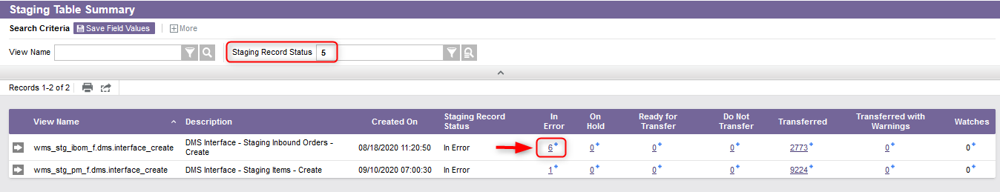 Staging Table Summary
Search Criteria Save Field Values More
View Name Staging Record Status 5
Records 1-2 of 2
View Name Description Created On Staging Record Status In Error On Hold Ready for Transfer Do Not Transfer Transferred Transferred with Warnings Watches
wms_stg_ibom_f.dms.interface_create DMS Interface - Staging Inbound Orders - Create 08/18/2020 11:20:50 In Error 6+ 0+ 0+ 0+ 2773+ 0+ 0+
wms_stg_pm_f.dms.interface_create DMS Interface - Staging Items - Create 09/10/2020 07:00:30 In Error 1+ 0+ 0+ 0+ 9224+ 0+ 0+